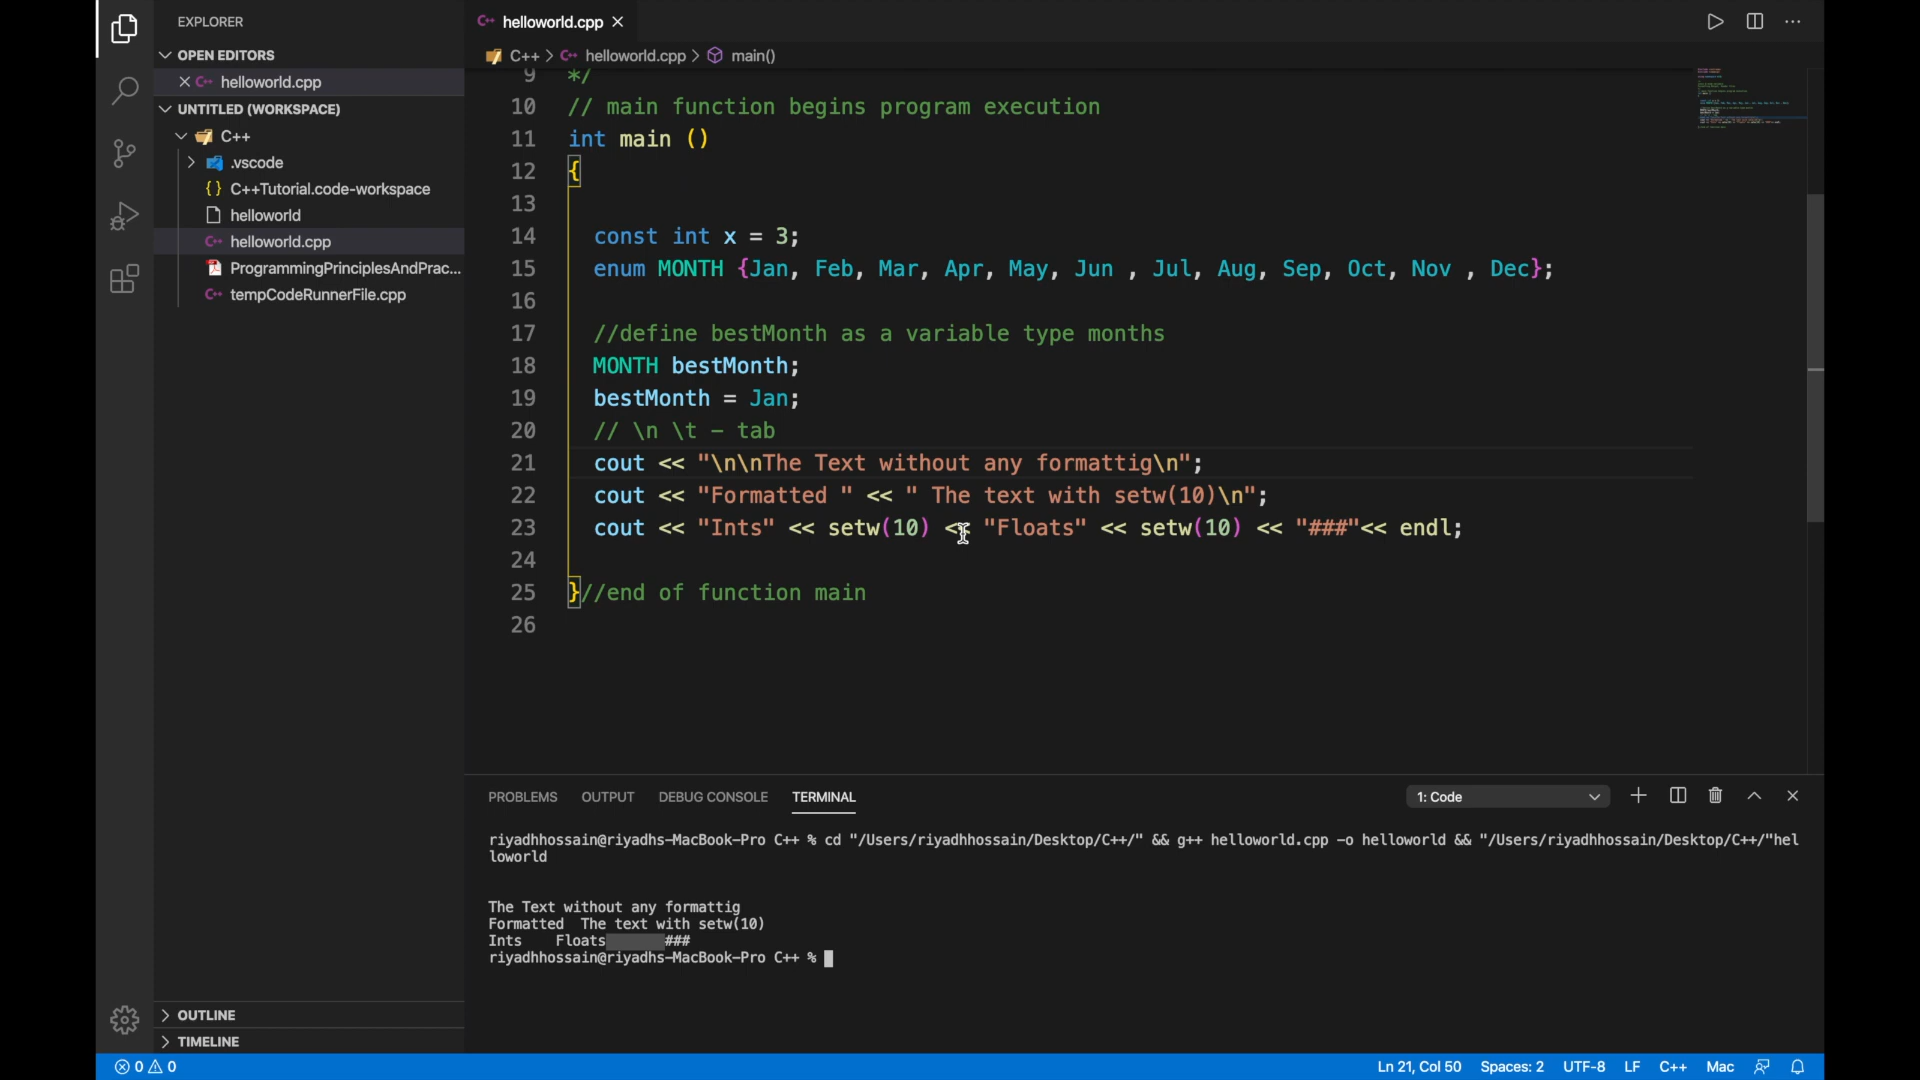 EXPLORER
OPEN EDITORS
helloworld.cpp
UNTITLED (WORKSPACE)
C++
.vscode
{} C++Tutorial.code-workspace
helloworld
helloworld.cpp
ProgrammingPrinciplesAndPrac...
tempCodeRunnerFile.cpp
OUTLINE
TIMELINE
helloworld.cpp
C++ > helloworld.cpp > main()
9 */
10 // main function begins program execution
11 int main ()
12 {
13
14 const int x = 3;
15 enum MONTH {Jan, Feb, Mar, Apr, May, Jun , Jul, Aug, Sep, Oct, Nov , Dec};
16
17 //define bestMonth as a variable type months
18 MONTH bestMonth;
19 bestMonth = Jan;
20 // \n \t – tab
21 cout << "\n\nThe Text without any formattig\n";
22 cout << "Formatted " << " The text with setw(10)\n";
23 cout << "Ints" << setw(10) << "Floats" << setw(10) << "###"<< endl;
24
25 }//end of function main
26
PROBLEMS OUTPUT DEBUG CONSOLE TERMINAL 1: Code
riyadhhossain@riyadhs-MacBook-Pro C++ % cd "/Users/riyadhhossain/Desktop/C++/" && g++ helloworld.cpp -o helloworld && "/Users/riyadhhossain/Desktop/C++/"hel
loworld
The Text without any formattig
Formatted  The text with setw(10)
Ints    Floats       ###
riyadhhossain@riyadhs-MacBook-Pro C++ %
0 0 Ln 21, Col 50 Spaces: 2 UTF-8 LF C++ Mac